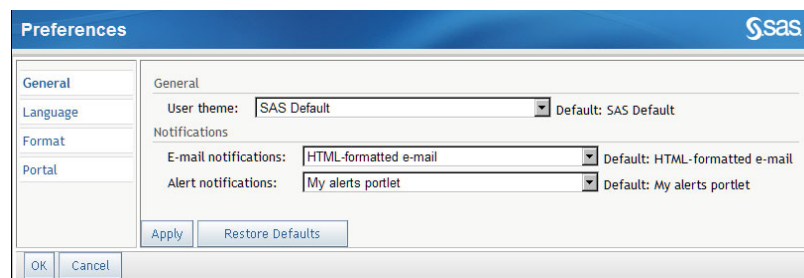 Preferences
sas
General
Language
Format
Portal
General
User theme: SAS Default Default: SAS Default
Notifications
E-mail notifications: HTML-formatted e-mail Default: HTML-formatted e-mail
Alert notifications: My alerts portlet Default: My alerts portlet
Apply Restore Defaults
OK Cancel